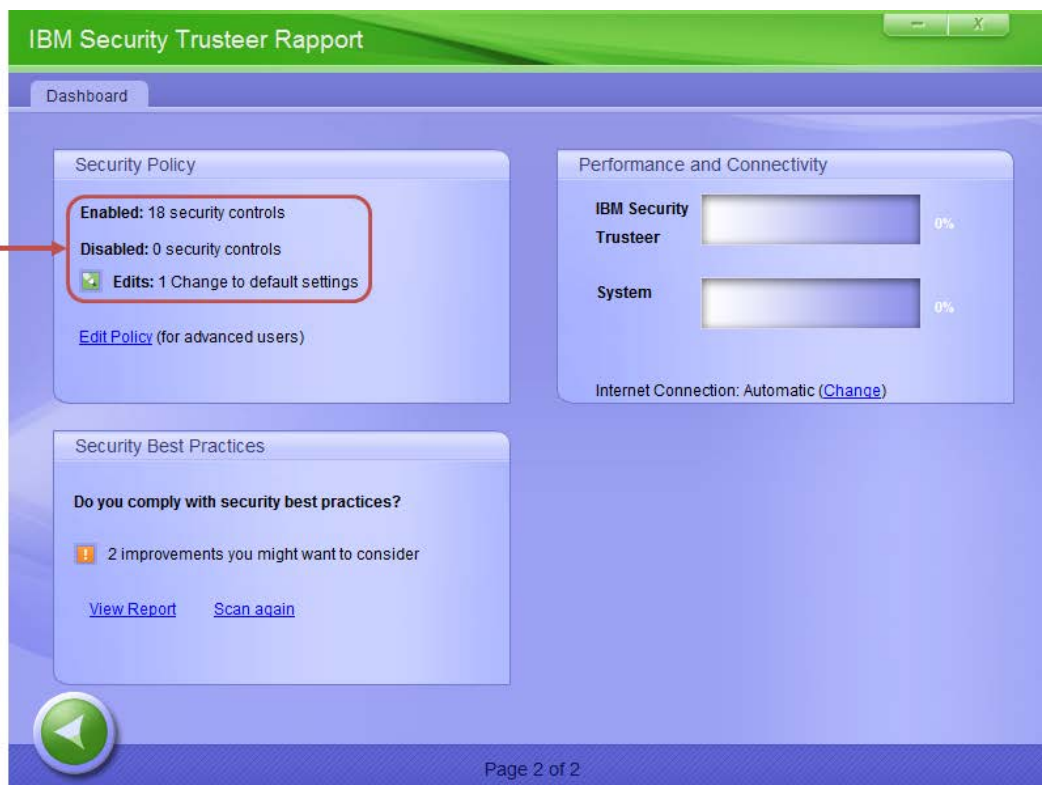 IBM Security Trusteer Rapport
— X
Dashboard
Security Policy
Enabled: 18 security controls
Disabled: 0 security controls
Edits: 1 Change to default settings
Edit Policy (for advanced users)
Performance and Connectivity
IBM Security
Trusteer
0%
System
0%
Internet Connection: Automatic (Change)
Security Best Practices
Do you comply with security best practices?
! 2 improvements you might want to consider
View Report Scan again
Page 2 of 2